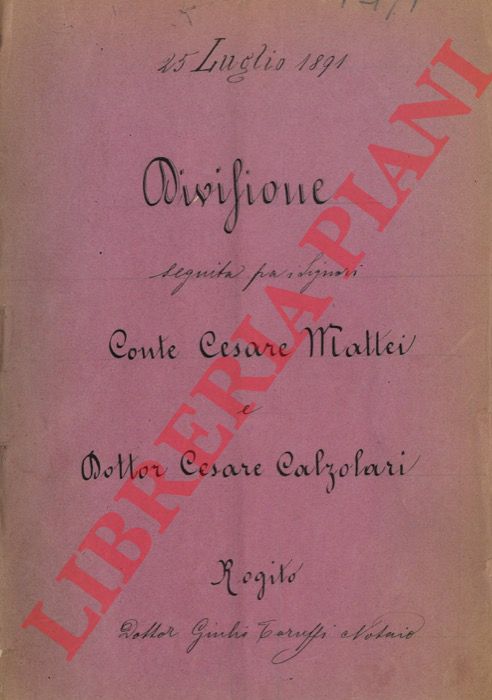 25 Luglio 1891
Divisione
seguita fra i Signori
Conte Cesare Mattei
e
Dottor Cesare Calzolari
Rogito
Dottor Giulio Taruffi Notaio
LIBRERIA PIANI